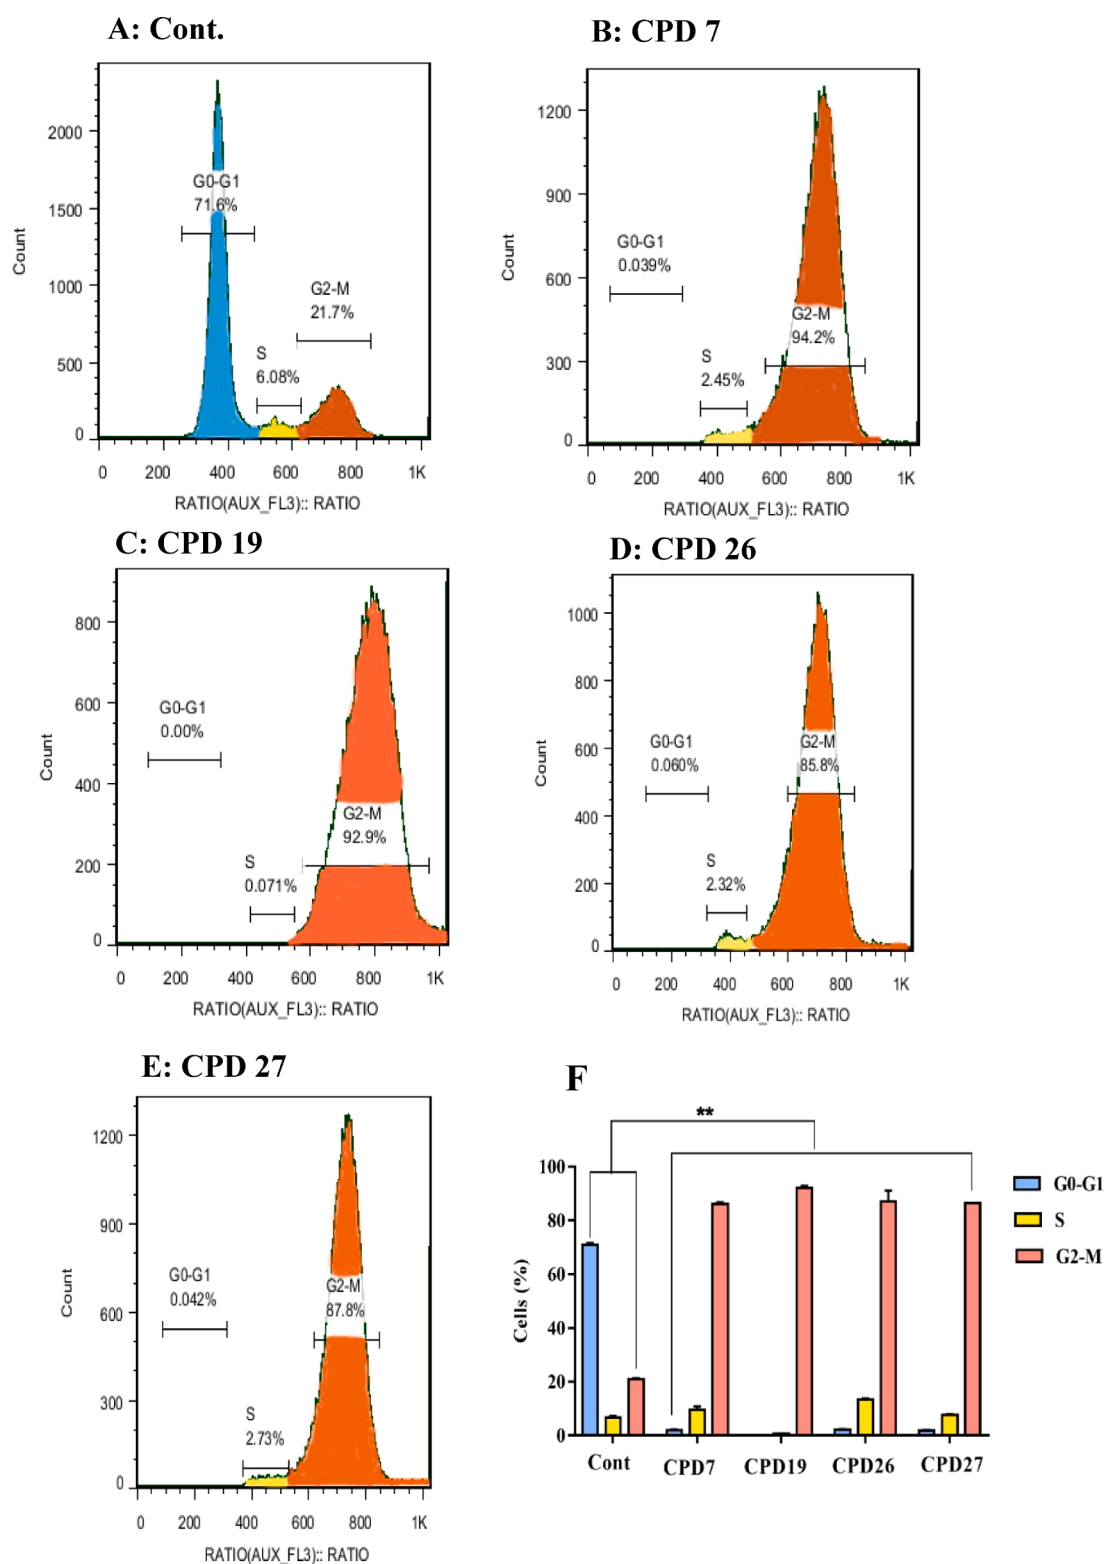 A: Cont.
2000
1500
1000
500
0
Count
G0-G1
71.6%
S
6.08%
G2-M
21.7%
0 200 400 600 800 1K
RATIO(AUX_FL3):: RATIO
B: CPD 7
1200
900
600
300
0
Count
G0-G1
0.039%
S
2.45%
G2-M
94.2%
0 200 400 600 800 1K
RATIO(AUX_FL3):: RATIO
C: CPD 19
800
600
400
200
0
Count
G0-G1
0.00%
S
0.071%
G2-M
92.9%
0 200 400 600 800 1K
RATIO(AUX_FL3):: RATIO
D: CPD 26
1000
800
600
400
200
0
Count
G0-G1
0.060%
S
2.32%
G2-M
85.8%
0 200 400 600 800 1K
RATIO(AUX_FL3):: RATIO
E: CPD 27
1200
900
600
300
0
Count
G0-G1
0.042%
S
2.73%
G2-M
87.8%
0 200 400 600 800 1K
RATIO(AUX_FL3):: RATIO
F
**
100
80
60
40
20
0
Cells (%)
Cont CPD7 CPD19 CPD26 CPD27
G0-G1
S
G2-M